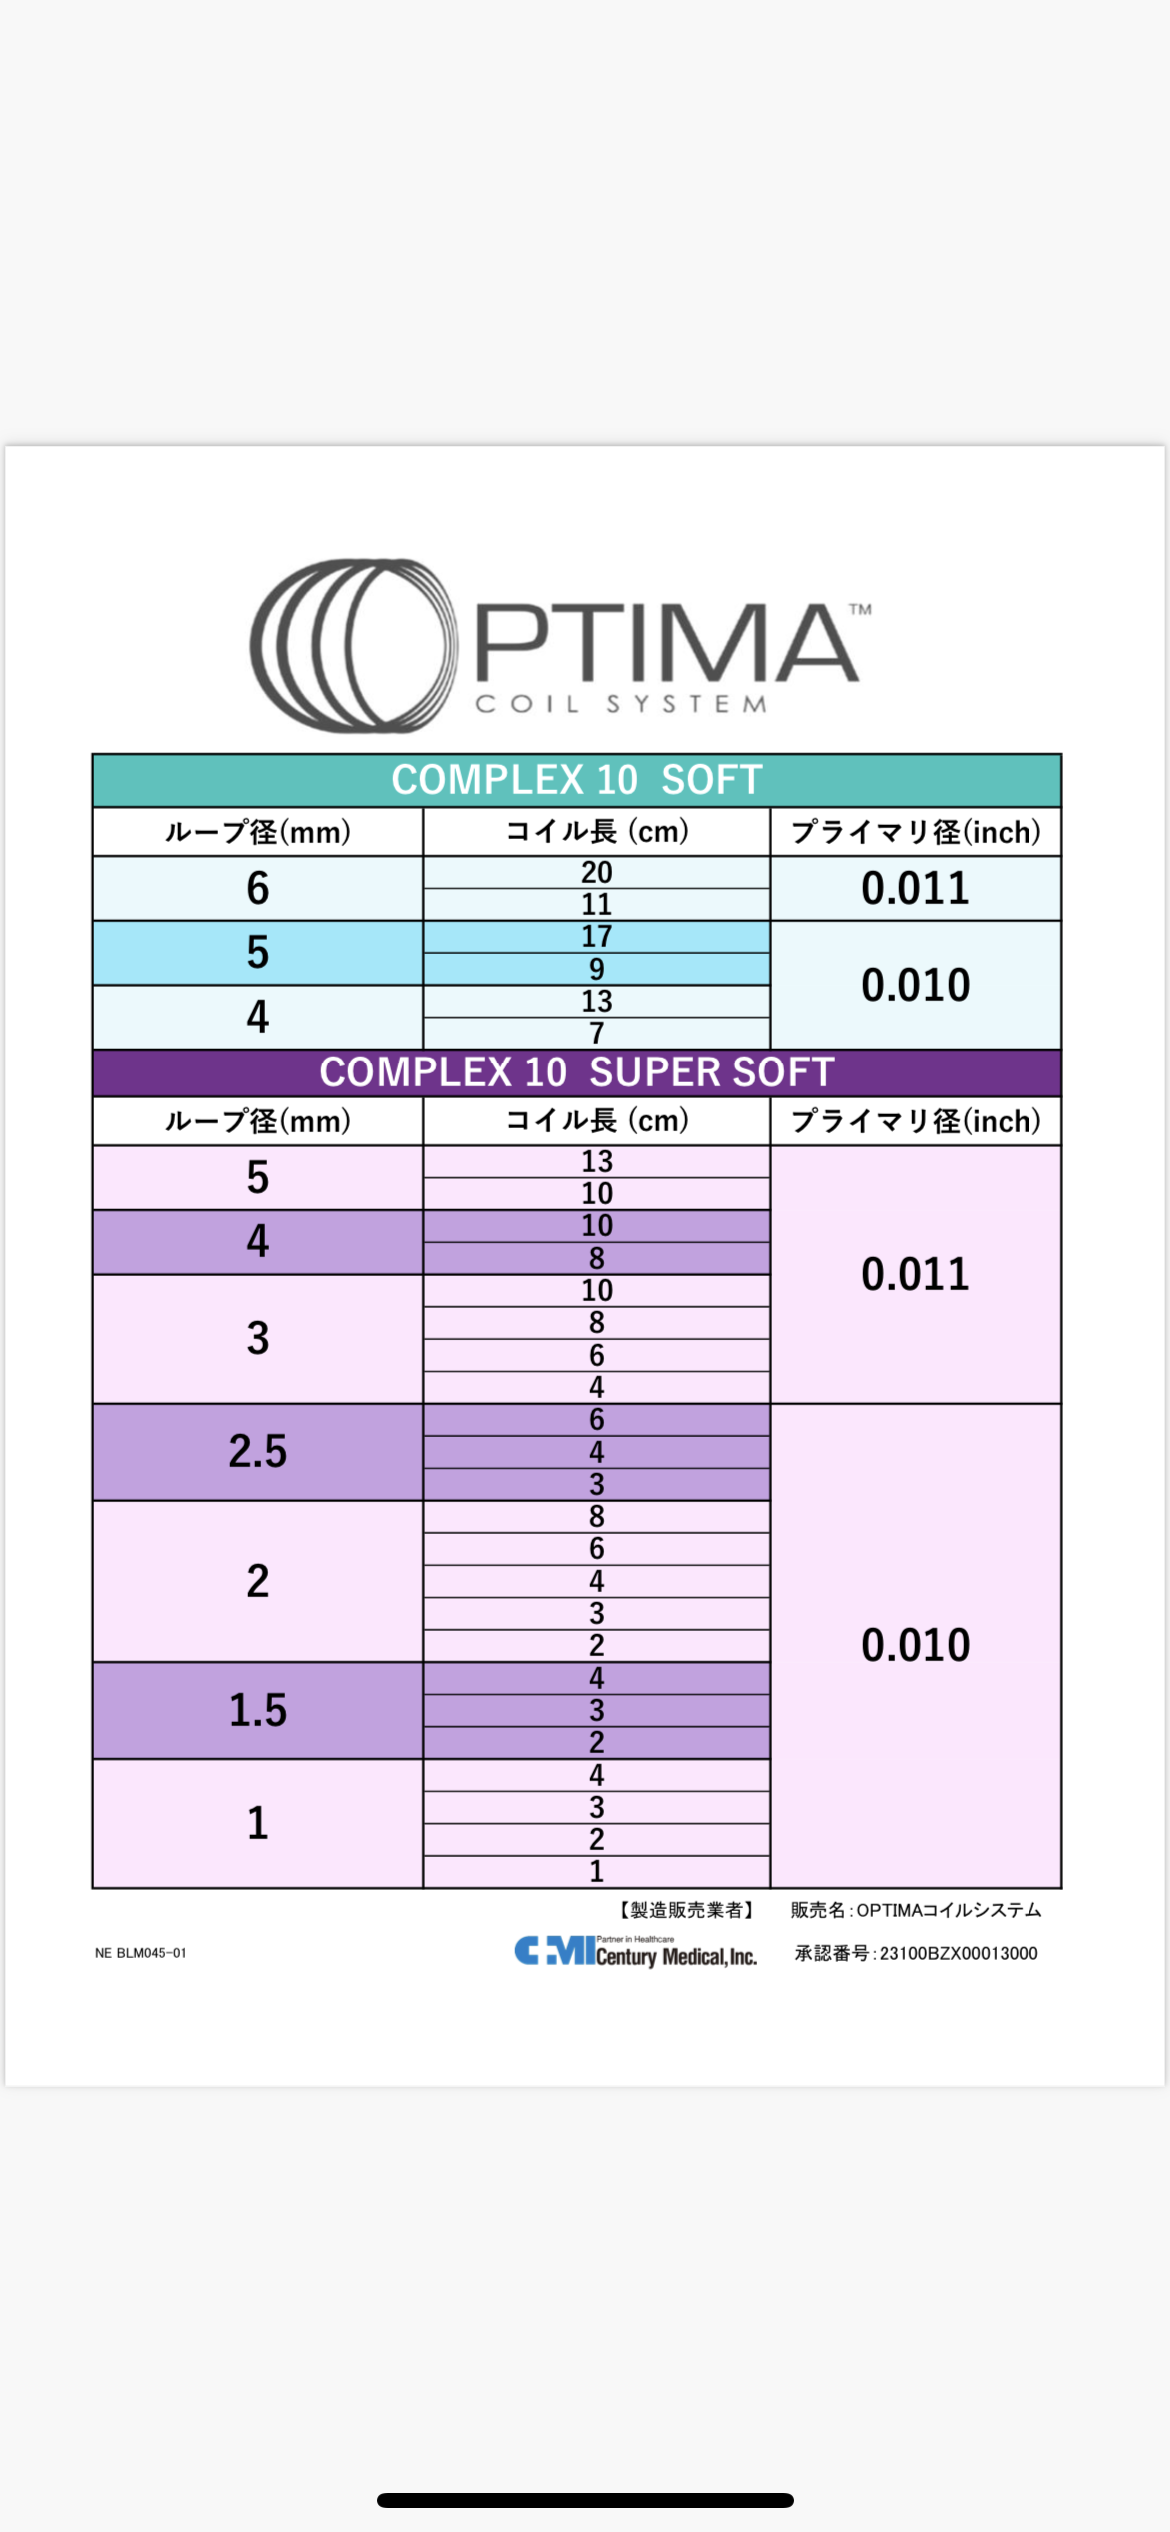 OPTIMA™
COIL SYSTEM
COMPLEX 10 SOFT
ループ径(mm) コイル長 (cm) プライマリ径(inch)
6 20 0.011
11
5 17 0.010
9
4 13
7
COMPLEX 10 SUPER SOFT
ループ径(mm) コイル長 (cm) プライマリ径(inch)
5 13 0.011
10
4 10
8
3 10
8
6
4
2.5 6 0.010
4
3
2 8
6
4
3
2
1.5 4
3
2
1 4
3
2
1
【製造販売業者】 販売名:OPTIMAコイルシステム
NE BLM045-01 CMI Partner in Healthcare
Century Medical, Inc. 承認番号:23100BZX00013000